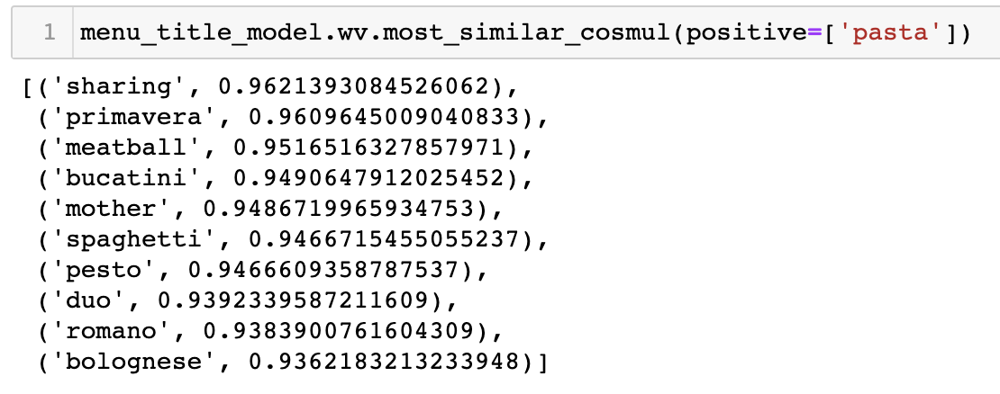 1 menu_title_model.wv.most_similar_cosmul(positive=['pasta'])
[('sharing', 0.9621393084526062),
('primavera', 0.9609645009040833),
('meatball', 0.9516516327857971),
('bucatini', 0.9490647912025452),
('mother', 0.9486719965934753),
('spaghetti', 0.9466715455055237),
('pesto', 0.9466609358787537),
('duo', 0.9392339587211609),
('romano', 0.9383900761604309),
('bolognese', 0.9362183213233948)]